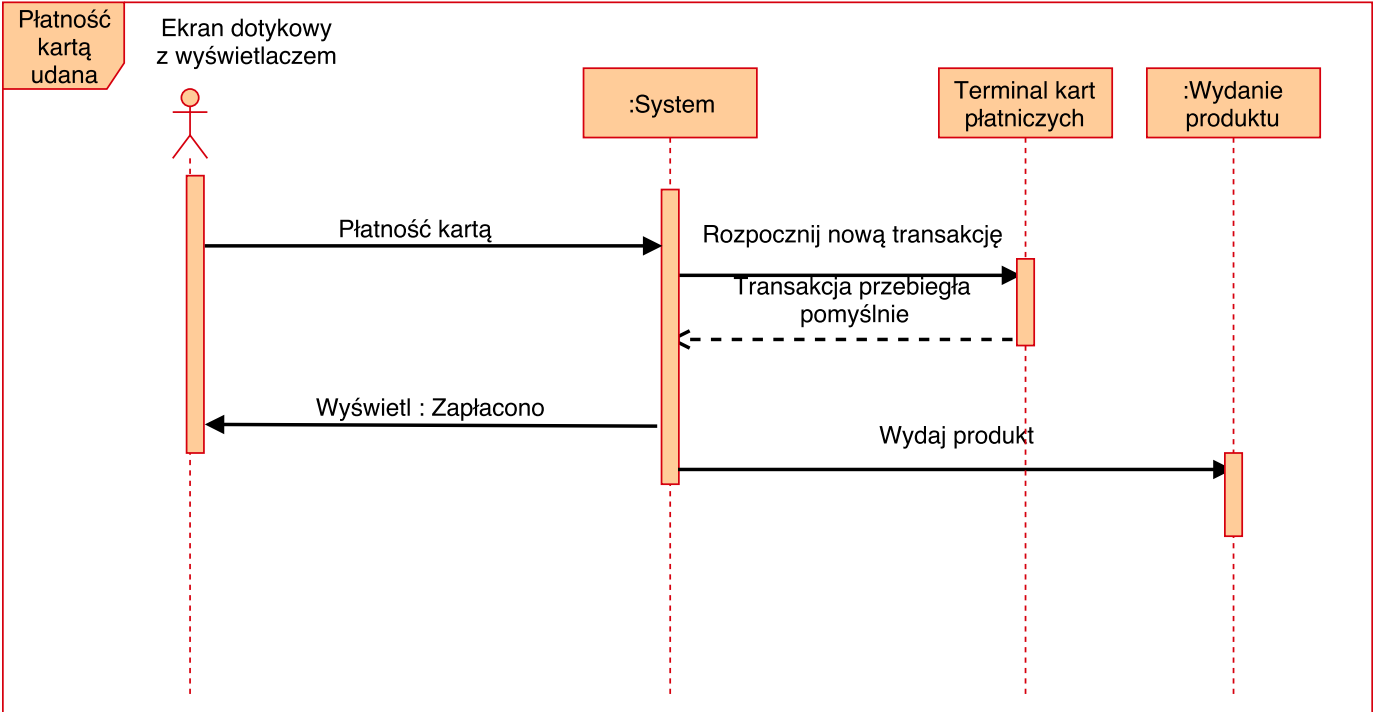 Płatność
kartą
udana
Ekran dotykowy
z wyświetlaczem
:System
Terminal kart
płatniczych
:Wydanie
produktu
Płatność kartą
Rozpocznij nową transakcję
Transakcja przebiegła
pomyślnie
Wyświetl : Zapłacono
Wydaj produkt